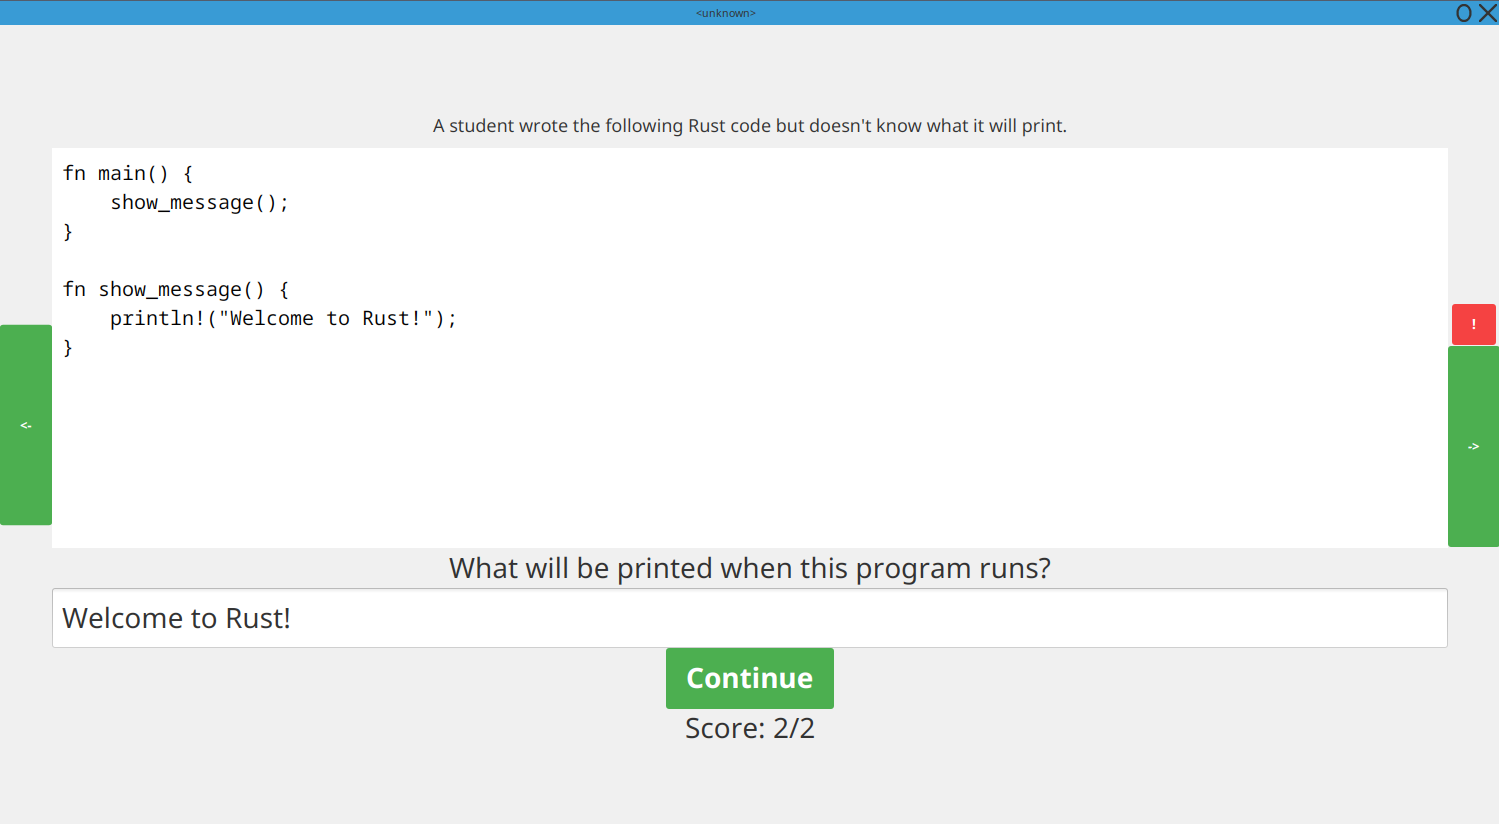 <unknown>
A student wrote the following Rust code but doesn't know what it will print.
fn main() {
    show_message();
}

fn show_message() {
    println!("Welcome to Rust!");
}
!
<-
->
What will be printed when this program runs?
Welcome to Rust!
Continue
Score: 2/2